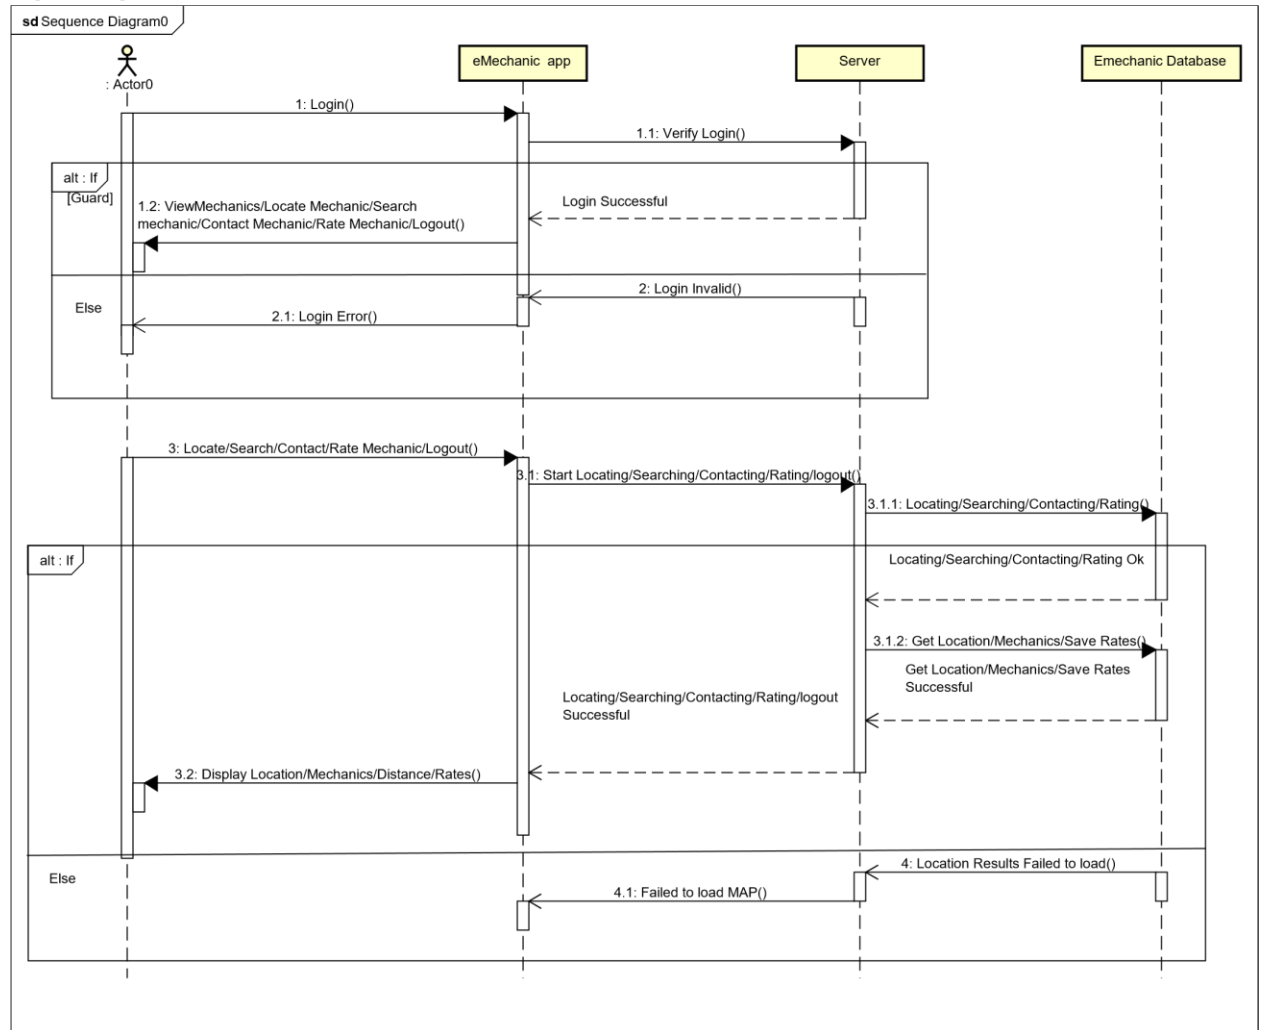 sd Sequence Diagram0
: Actor0
eMechanic app
Server
Emechanic Database
1: Login()
1.1: Verify Login()
alt : If
[Guard]
1.2: ViewMechanics/Locate Mechanic/Search
mechanic/Contact Mechanic/Rate Mechanic/Logout()
Login Successful
2: Login Invalid()
Else
2.1: Login Error()
3: Locate/Search/Contact/Rate Mechanic/Logout()
3.1: Start Locating/Searching/Contacting/Rating/logout()
3.1.1: Locating/Searching/Contacting/Rating()
alt : If
Locating/Searching/Contacting/Rating Ok
3.1.2: Get Location/Mechanics/Save Rates()
Get Location/Mechanics/Save Rates
Successful
Locating/Searching/Contacting/Rating/logout
Successful
3.2: Display Location/Mechanics/Distance/Rates()
4: Location Results Failed to load()
Else
4.1: Failed to load MAP()